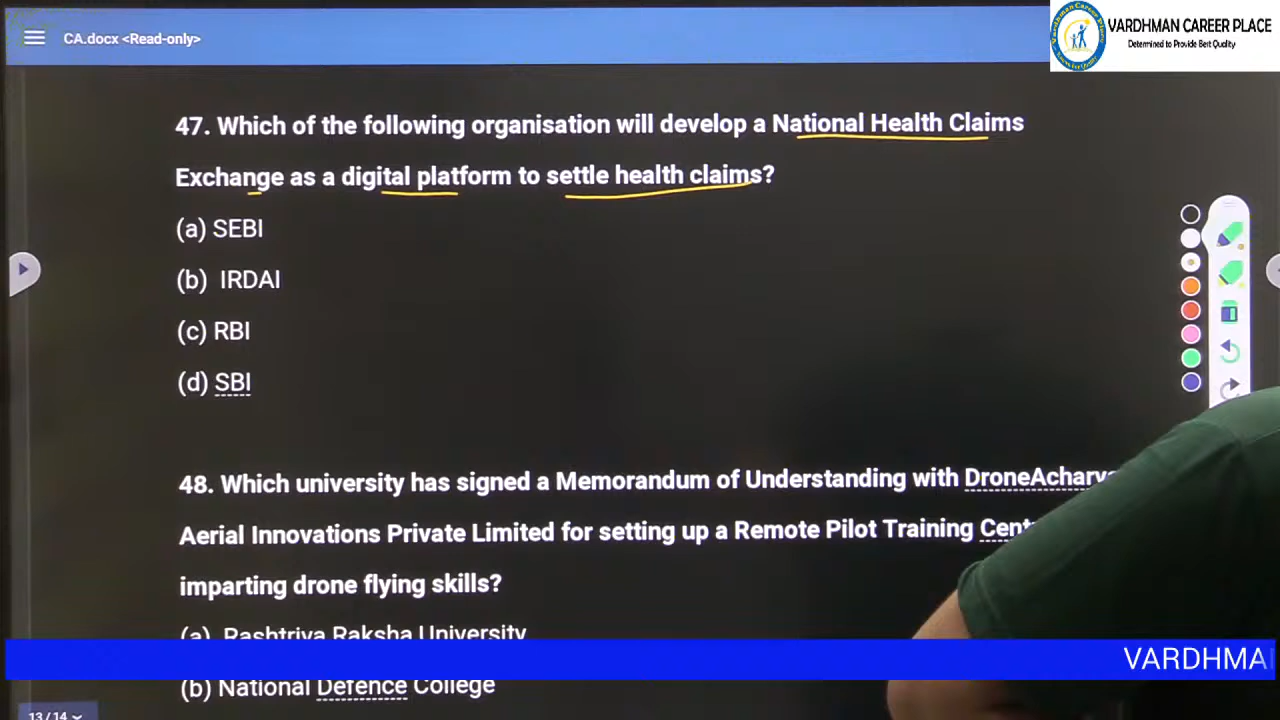 CA.docx <Read-only>
VARDHMAN CAREER PLACE
Determined to Provide Bert Quality
47. Which of the following organisation will develop a National Health Claims
Exchange as a digital platform to settle health claims?
(a) SEBI
(b) IRDAI
(c) RBI
(d) SBI
48. Which university has signed a Memorandum of Understanding with DroneAcharya
Aerial Innovations Private Limited for setting up a Remote Pilot Training
imparting drone flying skills?
(a) Rashtriya Raksha University
VARDHMA
(b) National Defence College
13 / 14